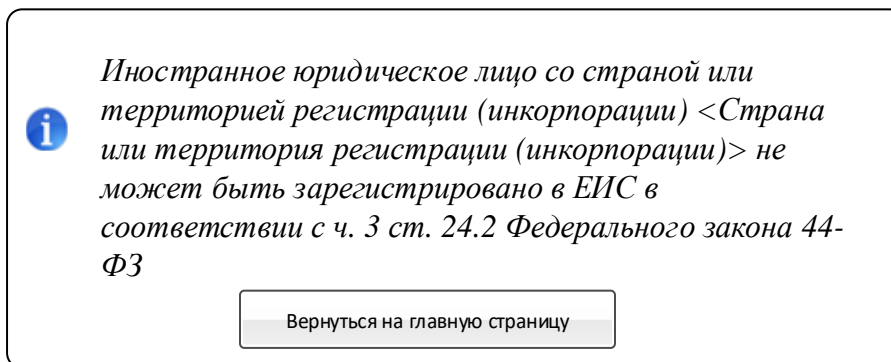 Иностранное юридическое лицо со страной или
территорией регистрации (инкорпорации) <Страна
или территория регистрации (инкорпорации)> не
может быть зарегистрировано в ЕИС в
соответствии с ч. 3 ст. 24.2 Федерального закона 44-
ФЗ
Вернуться на главную страницу